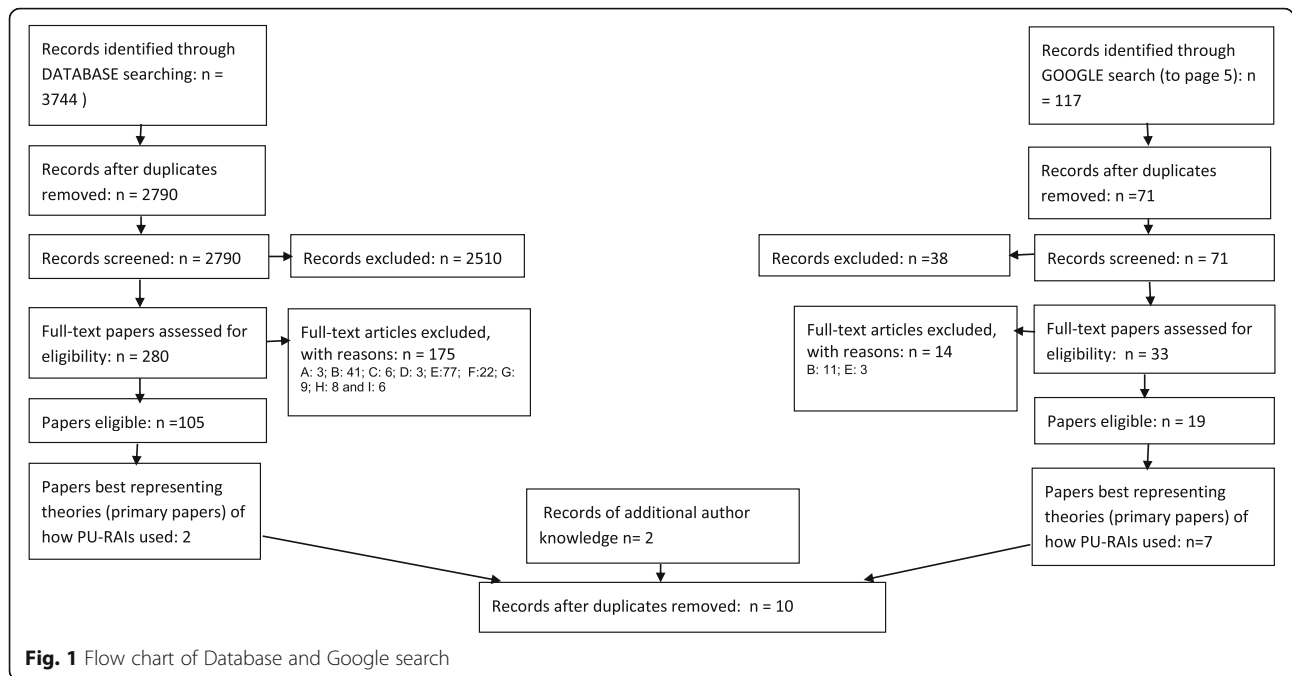 Records identified through
DATABASE searching: n =
3744 )
Records after duplicates
removed: n = 2790
Records screened: n = 2790
Records excluded: n = 2510
Full-text papers assessed for
eligibility: n = 280
Full-text articles excluded,
with reasons: n = 175
A: 3; B: 41; C: 6; D: 3; E:77; F:22; G:
9; H: 8 and I: 6
Papers eligible: n =105
Papers best representing
theories (primary papers) of
how PU-RAIs used: 2
Records identified through
GOOGLE search (to page 5): n
= 117
Records after duplicates
removed: n =71
Records screened: n = 71
Records excluded: n =38
Full-text papers assessed for
eligibility: n = 33
Full-text articles excluded,
with reasons: n = 14
B: 11; E: 3
Papers eligible: n = 19
Papers best representing
theories (primary papers) of
how PU-RAIs used: n=7
Records of additional author
knowledge n= 2
Records after duplicates removed: n = 10
Fig. 1 Flow chart of Database and Google search